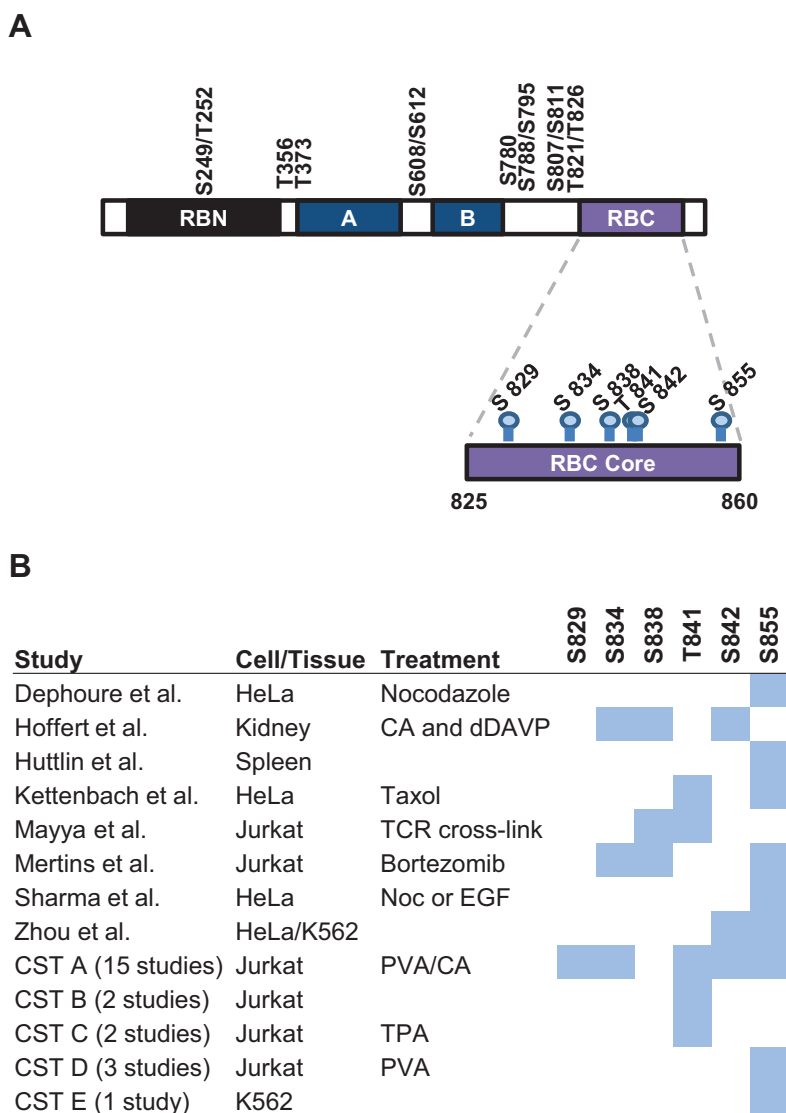 A
S249/T252
T356
T373
S608/S612
S780
S788/S795
S807/S811
T821/T826
RBN
A
B
RBC
S 829
S 834
S 838
T 841
S 842
S 855
RBC Core
825
860
B
Study Cell/Tissue Treatment S829 S834 S838 T841 S842 S855
Dephoure et al. HeLa Nocodazole
Hoffert et al. Kidney CA and dDAVP
Huttlin et al. Spleen
Kettenbach et al. HeLa Taxol
Mayya et al. Jurkat TCR cross-link
Mertins et al. Jurkat Bortezomib
Sharma et al. HeLa Noc or EGF
Zhou et al. HeLa/K562
CST A (15 studies) Jurkat PVA/CA
CST B (2 studies) Jurkat
CST C (2 studies) Jurkat TPA
CST D (3 studies) Jurkat PVA
CST E (1 study) K562